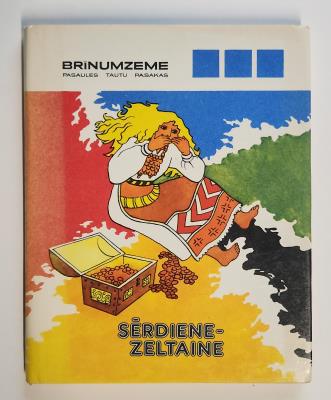 BRīNUMZEME
PASAULES TAUTU PASAKAS
SĒRDIENE-
ZELTAINE